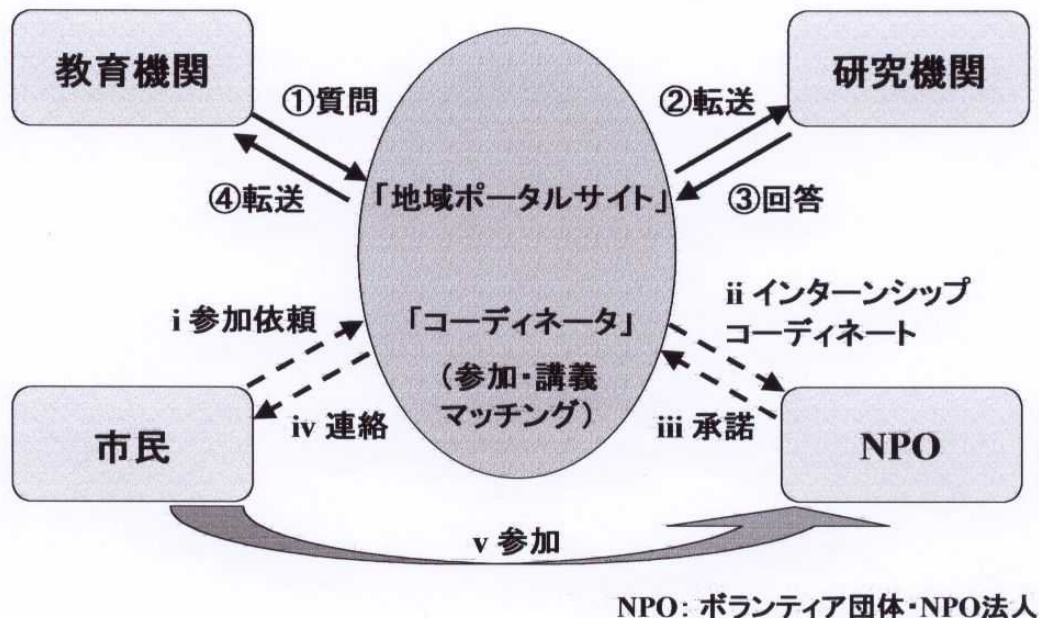 教育機関
研究機関
①質問
②転送
④転送
「地域ポータルサイト」
③回答
i 参加依頼
「コーディネータ」
ii インターンシップ
コーディネート
(参加・講義
マッチング)
iv 連絡
iii 承諾
市民
NPO
v 参加
NPO: ボランティア団体・NPO法人